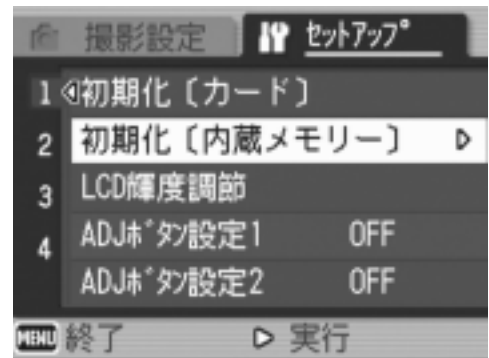 撮影設定 セットアップ
1 初期化〔カード〕
2 初期化〔内蔵メモリー〕
3 LCD輝度調節
4 ADJボタン設定1 OFF
ADJボタン設定2 OFF
MENU 終了 実行